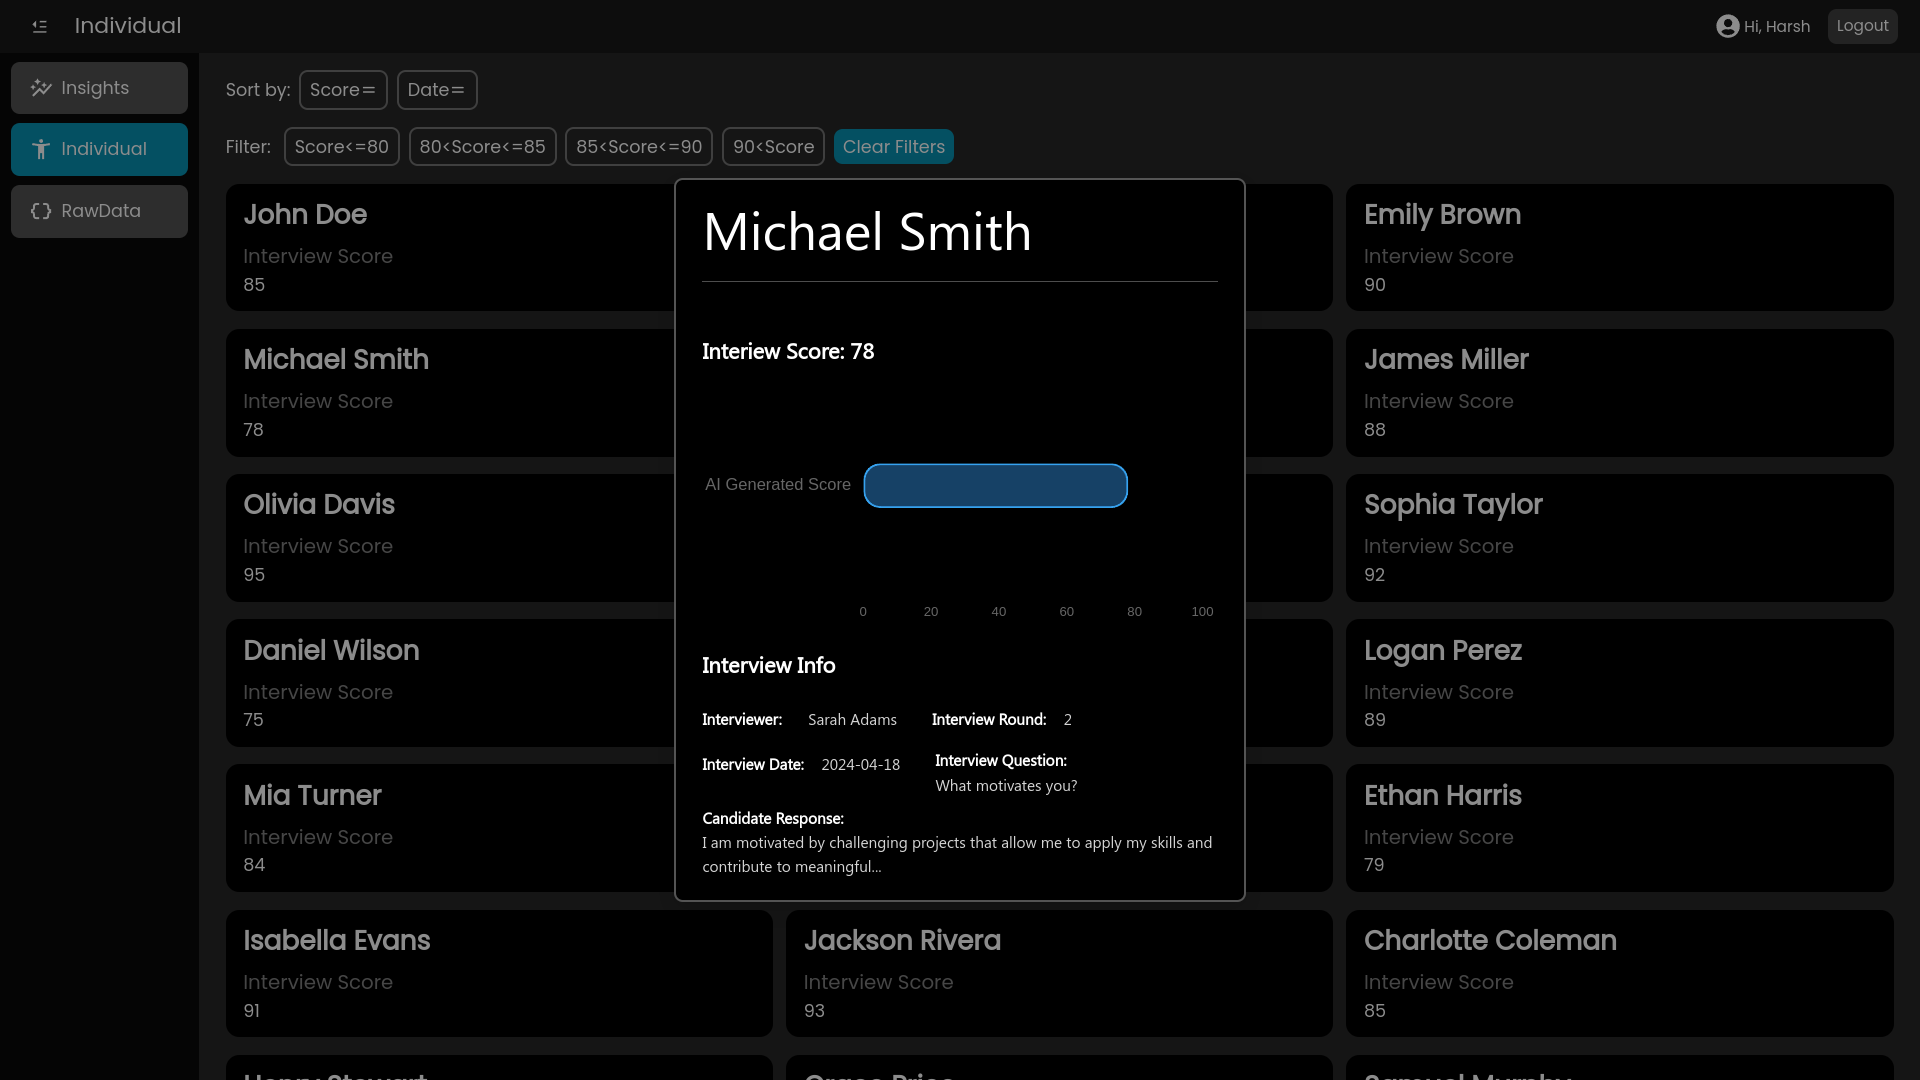 Individual
Hi, Harsh
Logout
Insights
Individual
RawData
Sort by:
Score=
Date=
Filter:
Score<=80
80<Score<=85
85<Score<=90
90<Score
Clear Filters
John Doe
Interview Score
85
Emily Brown
Interview Score
90
Michael Smith
Interview Score
78
James Miller
Interview Score
88
Olivia Davis
Interview Score
95
Sophia Taylor
Interview Score
92
Daniel Wilson
Interview Score
75
Logan Perez
Interview Score
89
Mia Turner
Interview Score
84
Ethan Harris
Interview Score
79
Isabella Evans
Interview Score
91
Jackson Rivera
Interview Score
93
Charlotte Coleman
Interview Score
85
Henry Stewart
Grace Price
Samuel Murphy
Michael Smith
Interiew Score: 78
AI Generated Score
0 20 40 60 80 100
Interview Info
Interviewer: Sarah Adams
Interview Round: 2
Interview Date: 2024-04-18
Interview Question:
What motivates you?
Candidate Response:
I am motivated by challenging projects that allow me to apply my skills and
contribute to meaningful...